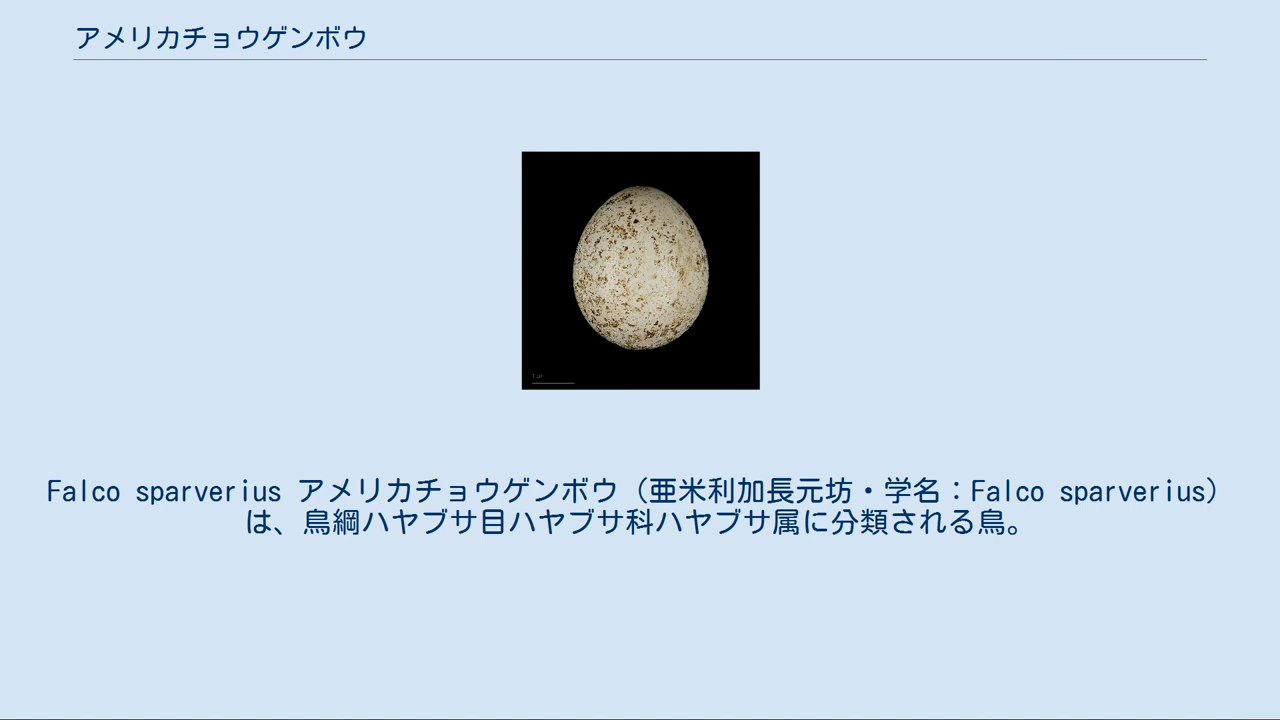 アメリカチョウゲンボウ
Falco sparverius アメリカチョウゲンボウ（亜米利加長元坊・学名：Falco sparverius）
は、鳥綱ハヤブサ目ハヤブサ科ハヤブサ属に分類される鳥。